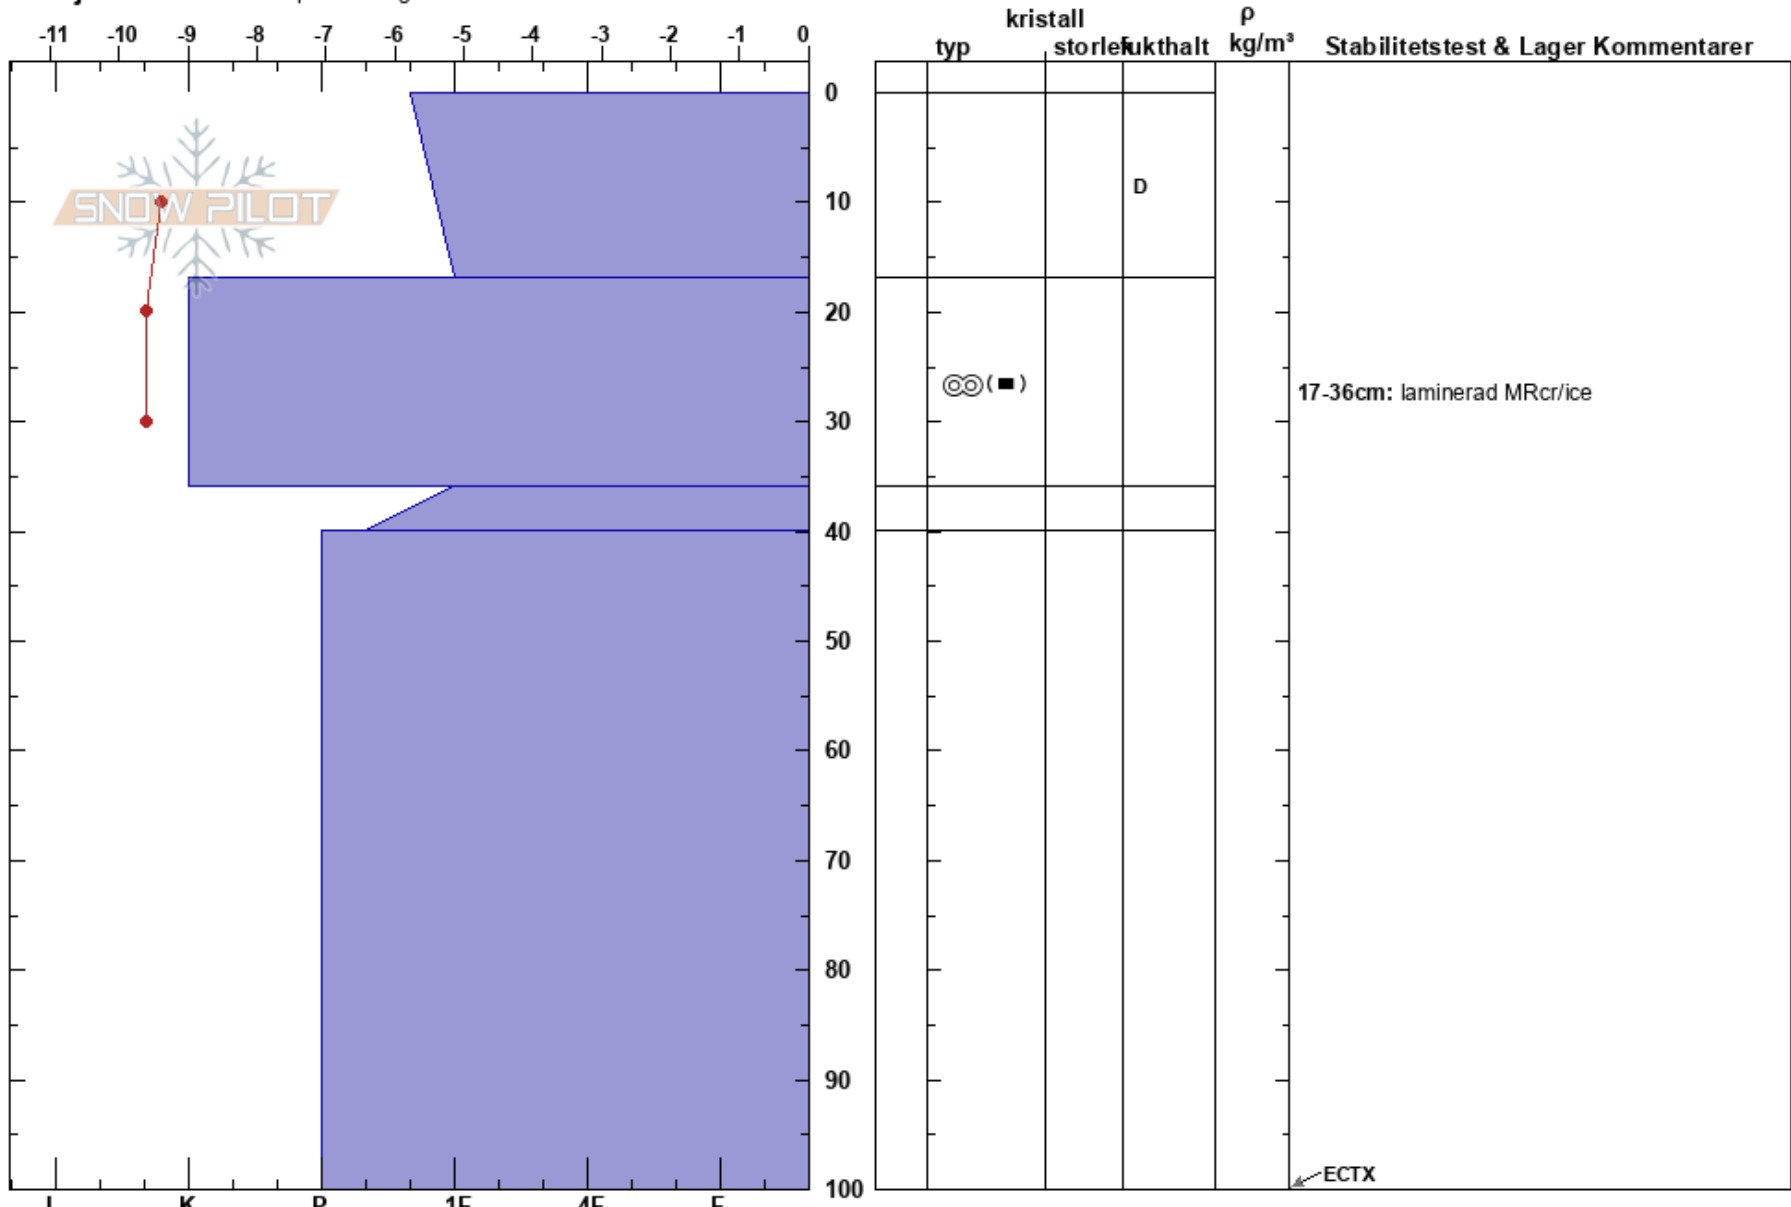 kristall ρ
-11 -10 -9 -8 -7 -6 -5 -4 -3 -2 -1 0
typ storlek fukthalt kg/m³ Stabilitetstest & Lager Kommentarer
0
D
SNOW PILOT
10
20
17-36cm: laminerad MRcr/ice
30
40
50
60
70
80
90
ECTX
100
I K P 1F 4F F